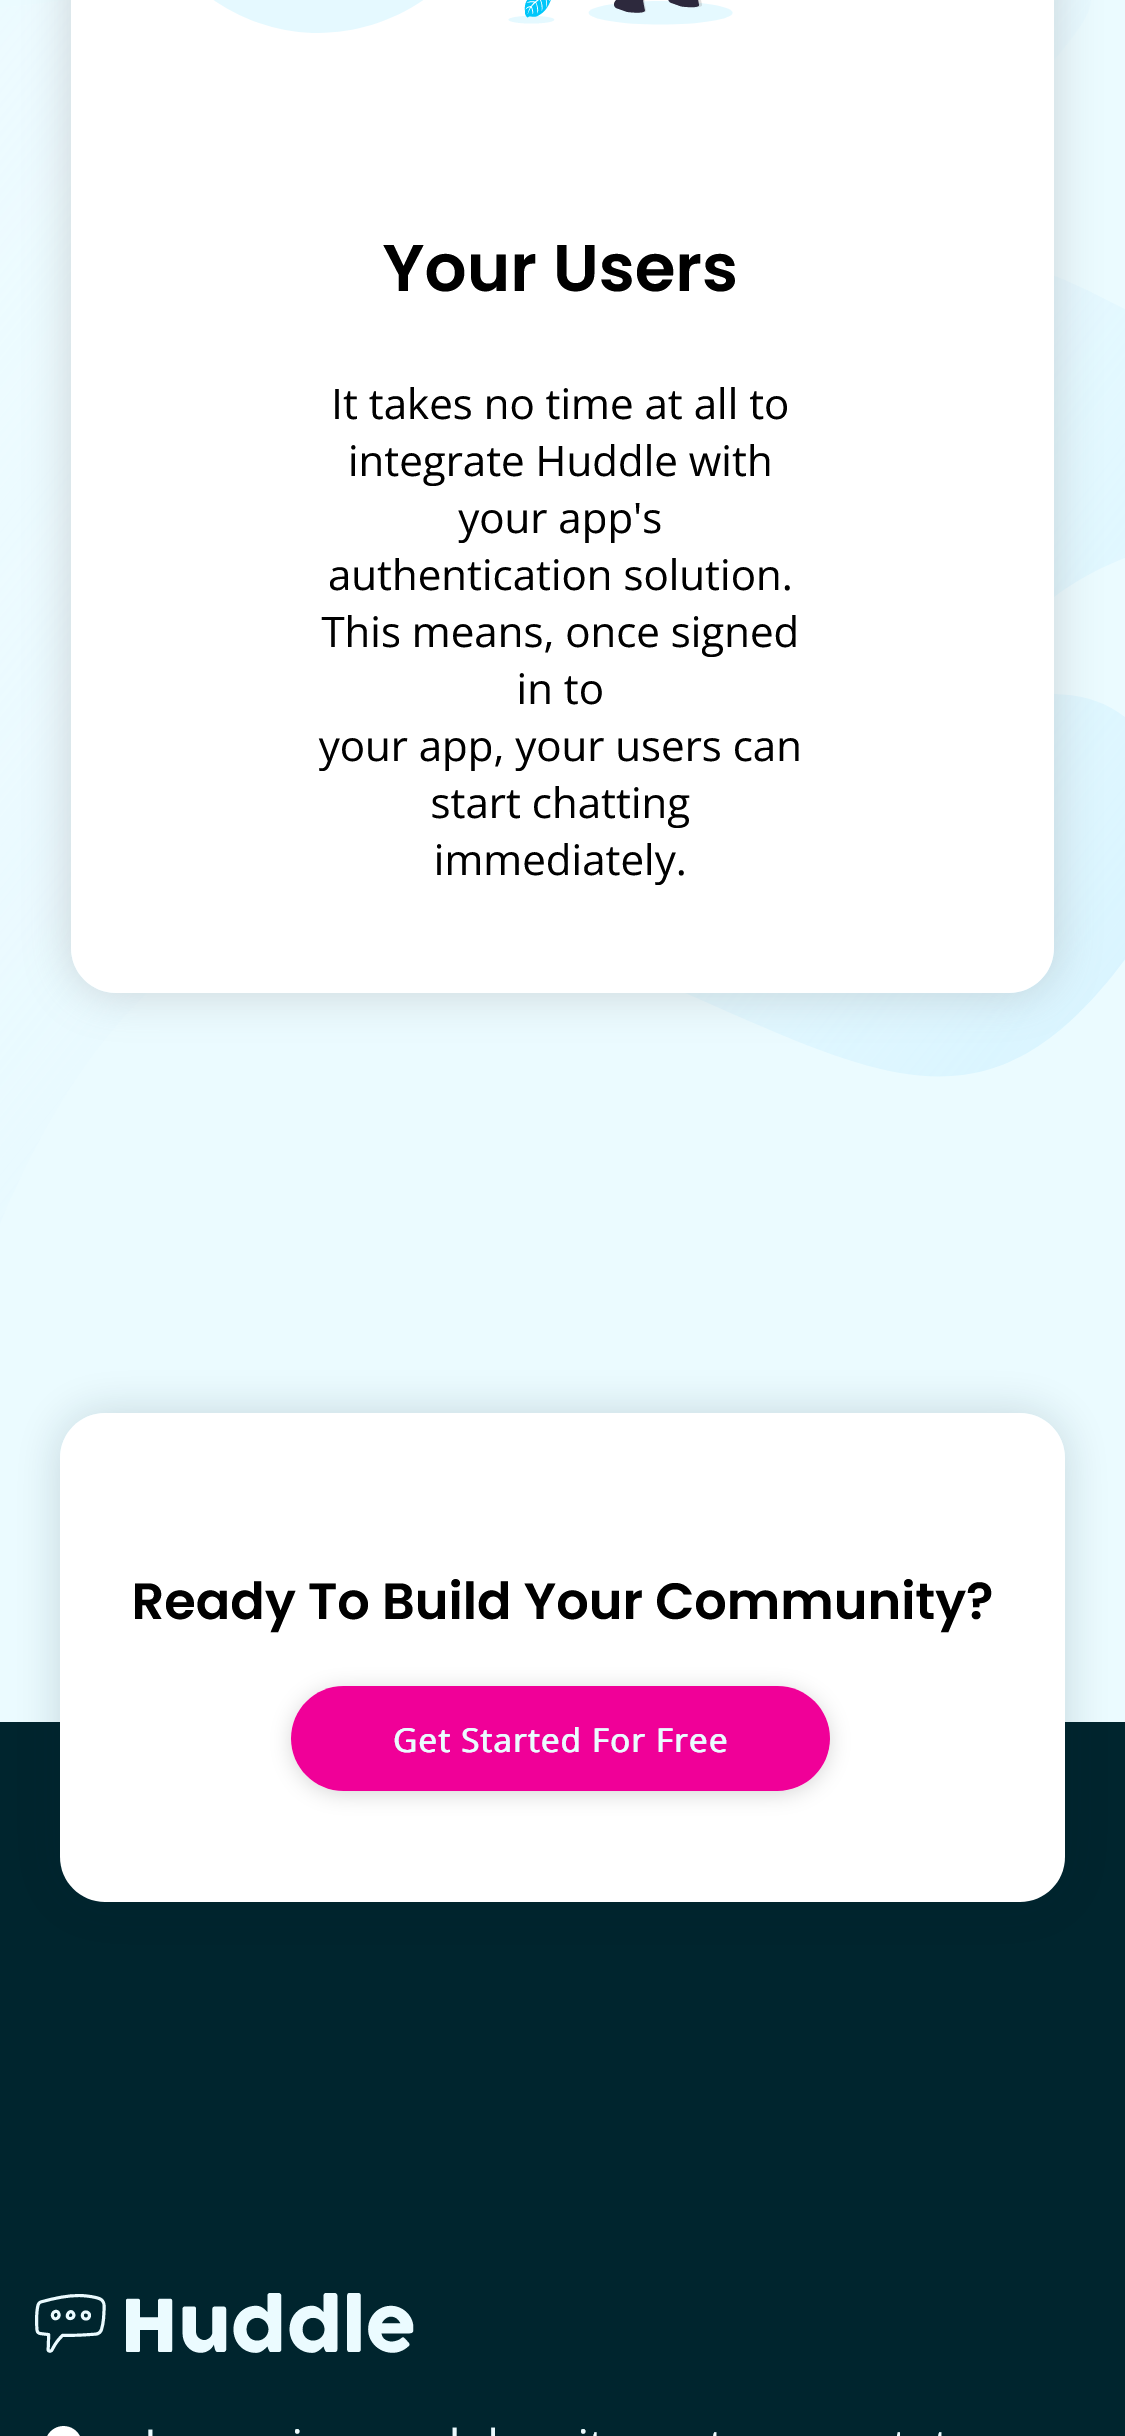 Your Users
It takes no time at all to
integrate Huddle with
your app's
authentication solution.
This means, once signed
in to
your app, your users can
start chatting
immediately.
Ready To Build Your Community?
Get Started For Free
Huddle